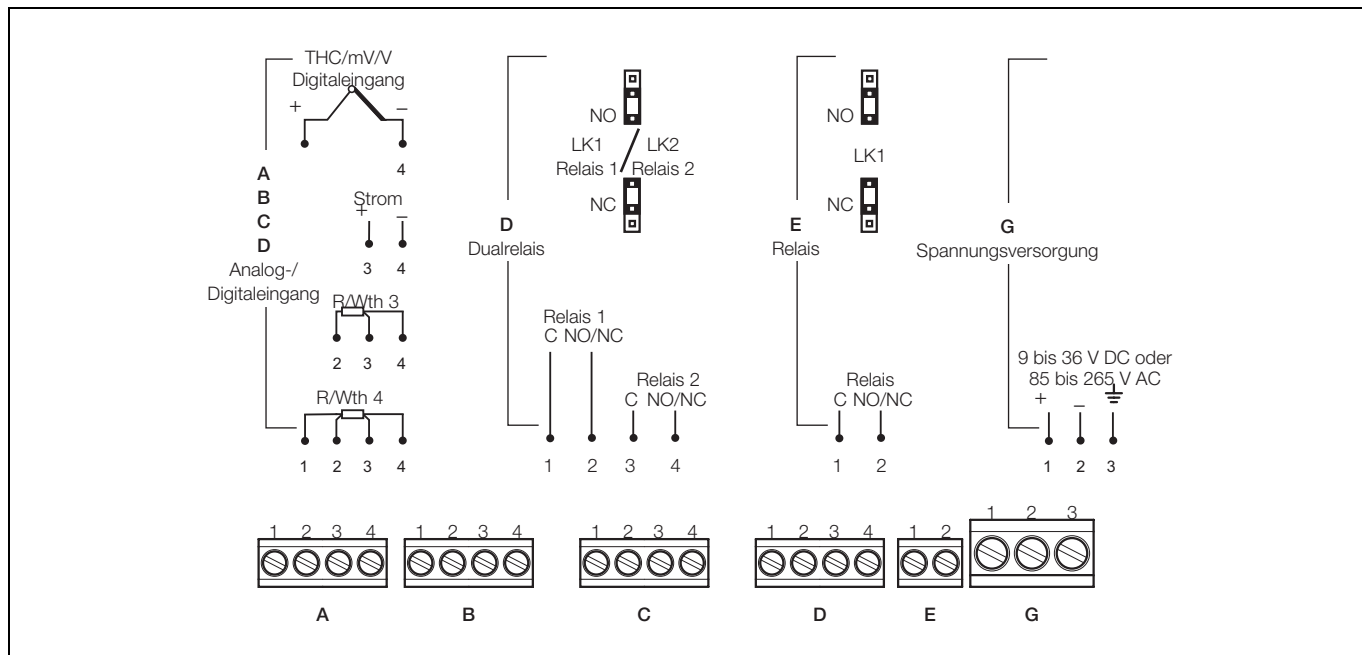 THC/mV/V
Digitaleingang
+ −
4
A
B
C
D
Analog-/
Digitaleingang
Strom
+ −
3 4
R/Wth 3
2 3 4
R/Wth 4
1 2 3 4
NO
LK1 LK2
Relais 1 Relais 2
NC
D
Dualrelais
Relais 1
C NO/NC
Relais 2
C NO/NC
1 2 3 4
NO
LK1
NC
E
Relais
Relais
C NO/NC
1 2
G
Spannungsversorgung
9 bis 36 V DC oder
85 bis 265 V AC
+ −
1 2 3
1 2 3 4
A
1 2 3 4
B
1 2 3 4
C
1 2 3 4
D
1 2
E
1 2 3
G